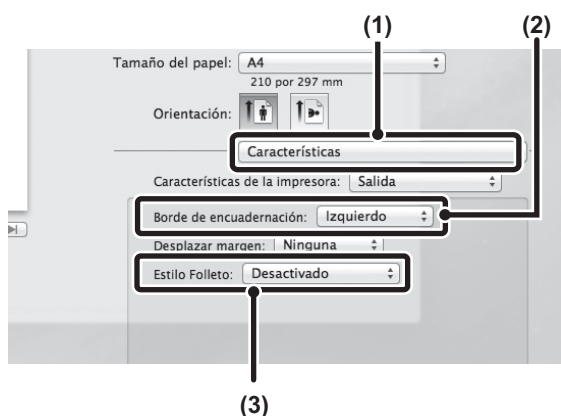 (1)
(2)
Tamaño del papel: A4
210 por 297 mm
Orientación:
Características
Características de la impresora: Salida
Borde de encuadernación: Izquierdo
Desplazar margen: Ninguna
Estilo Folleto: Desactivado
(3)